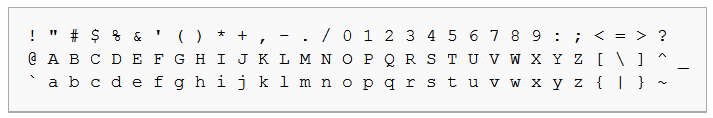 ! " # $ % & ' ( ) * + , - . / 0 1 2 3 4 5 6 7 8 9 : ; < = > ?
@ A B C D E F G H I J K L M N O P Q R S T U V W X Y Z [ \ ] ^ _
` a b c d e f g h i j k l m n o p q r s t u v w x y z { | } ~